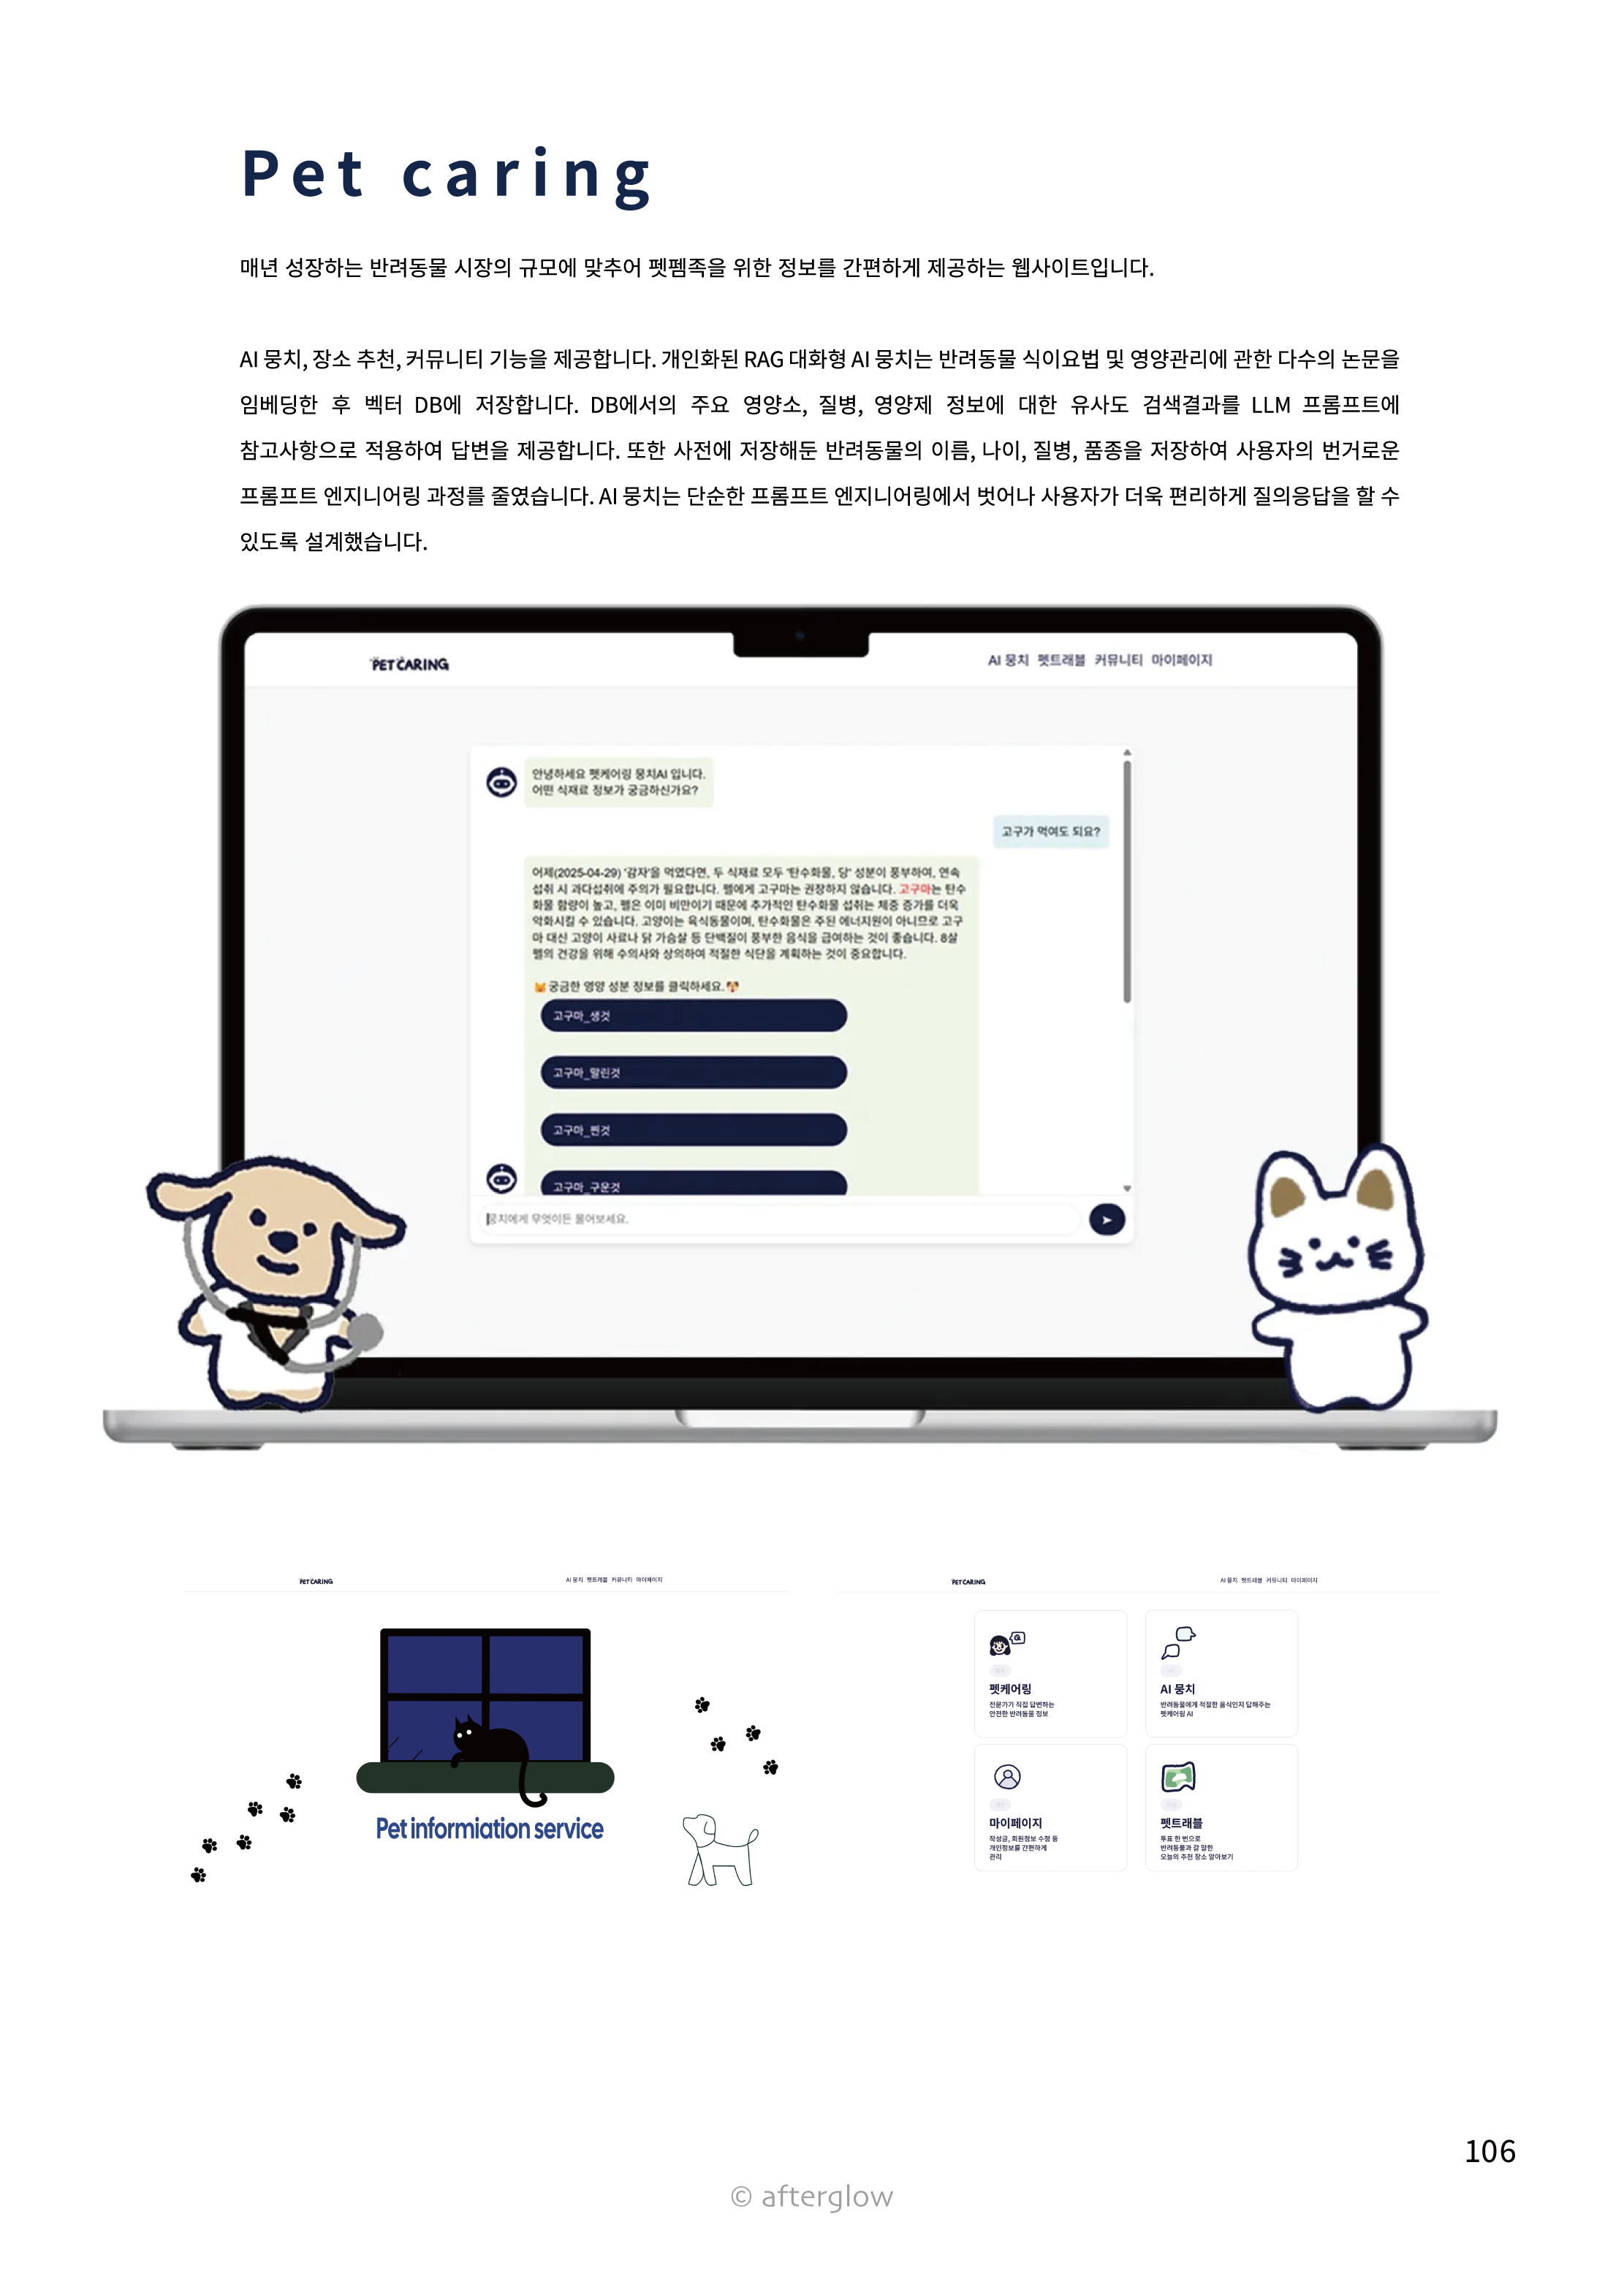 Pet caring
매년 성장하는 반려동물 시장의 규모에 맞추어 펫펨족을 위한 정보를 간편하게 제공하는 웹사이트입니다.
AI 뭉치, 장소 추천, 커뮤니티 기능을 제공합니다. 개인화된 RAG 대화형 AI 뭉치는 반려동물 식이요법 및 영양관리에 관한 다수의 논문을
임베딩한 후 벡터 DB에 저장합니다. DB에서의 주요 영양소, 질병, 영양제 정보에 대한 유사도 검색결과를 LLM 프롬프트에
참고사항으로 적용하여 답변을 제공합니다. 또한 사전에 저장해둔 반려동물의 이름, 나이, 질병, 품종을 저장하여 사용자의 번거로운
프롬프트 엔지니어링 과정를 줄였습니다. AI 뭉치는 단순한 프롬프트 엔지니어링에서 벗어나 사용자가 더욱 편리하게 질의응답을 할 수
있도록 설계했습니다.
PET CARING
AI 뭉치 펫트래블 커뮤니티 마이페이지
안녕하세요 펫케어링 뭉치AI 입니다.
어떤 식재료 정보가 궁금하신가요?
고구가 먹여도 되요?
어제(2025-04-29) '감자'을 먹였다면, 두 식재료 모두 '탄수화물, 당' 성분이 풍부하여, 연속
섭취 시 과다섭취에 주의가 필요합니다. 펠에게 고구마는 권장하지 않습니다. 고구마는 탄수
화물 함량이 높고, 펠은 이미 비만이기 때문에 추가적인 탄수화물 섭취는 체중 증가를 더욱
악화시킬 수 있습니다. 고양이는 육식동물이며, 탄수화물은 주된 에너지원이 아니므로 고구
마 대신 고양이 사료나 닭 가슴살 등 단백질이 풍부한 음식을 급여하는 것이 좋습니다. 8살
펠의 건강을 위해 수의사와 상의하여 적절한 식단을 계획하는 것이 중요합니다.
🐱궁금한 영양 성분 정보를 클릭하세요.🐶
고구마_생것
고구마_말린것
고구마_찐것
고구마_구운것
뭉치에게 무엇이든 물어보세요.
PET CARING
AI 뭉치 펫트래블 커뮤니티 마이페이지
Pet informiation service
PET CARING
AI 뭉치 펫트래블 커뮤니티 마이페이지
펫케어링
전문가가 직접 답변하는
안전한 반려동물 정보
AI 뭉치
반려동물에게 적절한 음식인지 답해주는
펫케어링 AI
마이페이지
작성글, 회원정보 수정 등
개인정보를 간편하게
관리
펫트래블
투표 한 번으로
반려동물과 갈 만한
오늘의 추천 장소 알아보기
106
© afterglow